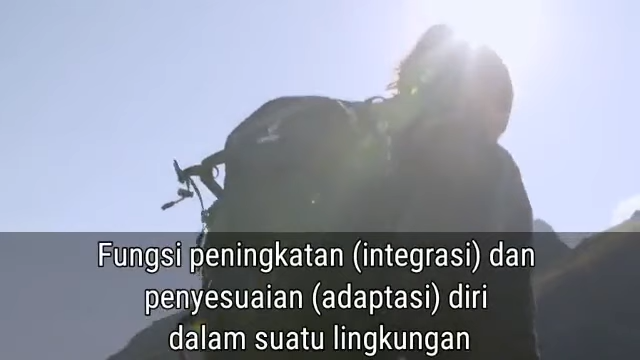 Fungsi peningkatan (integrasi) dan
penyesuaian (adaptasi) diri
dalam suatu lingkungan